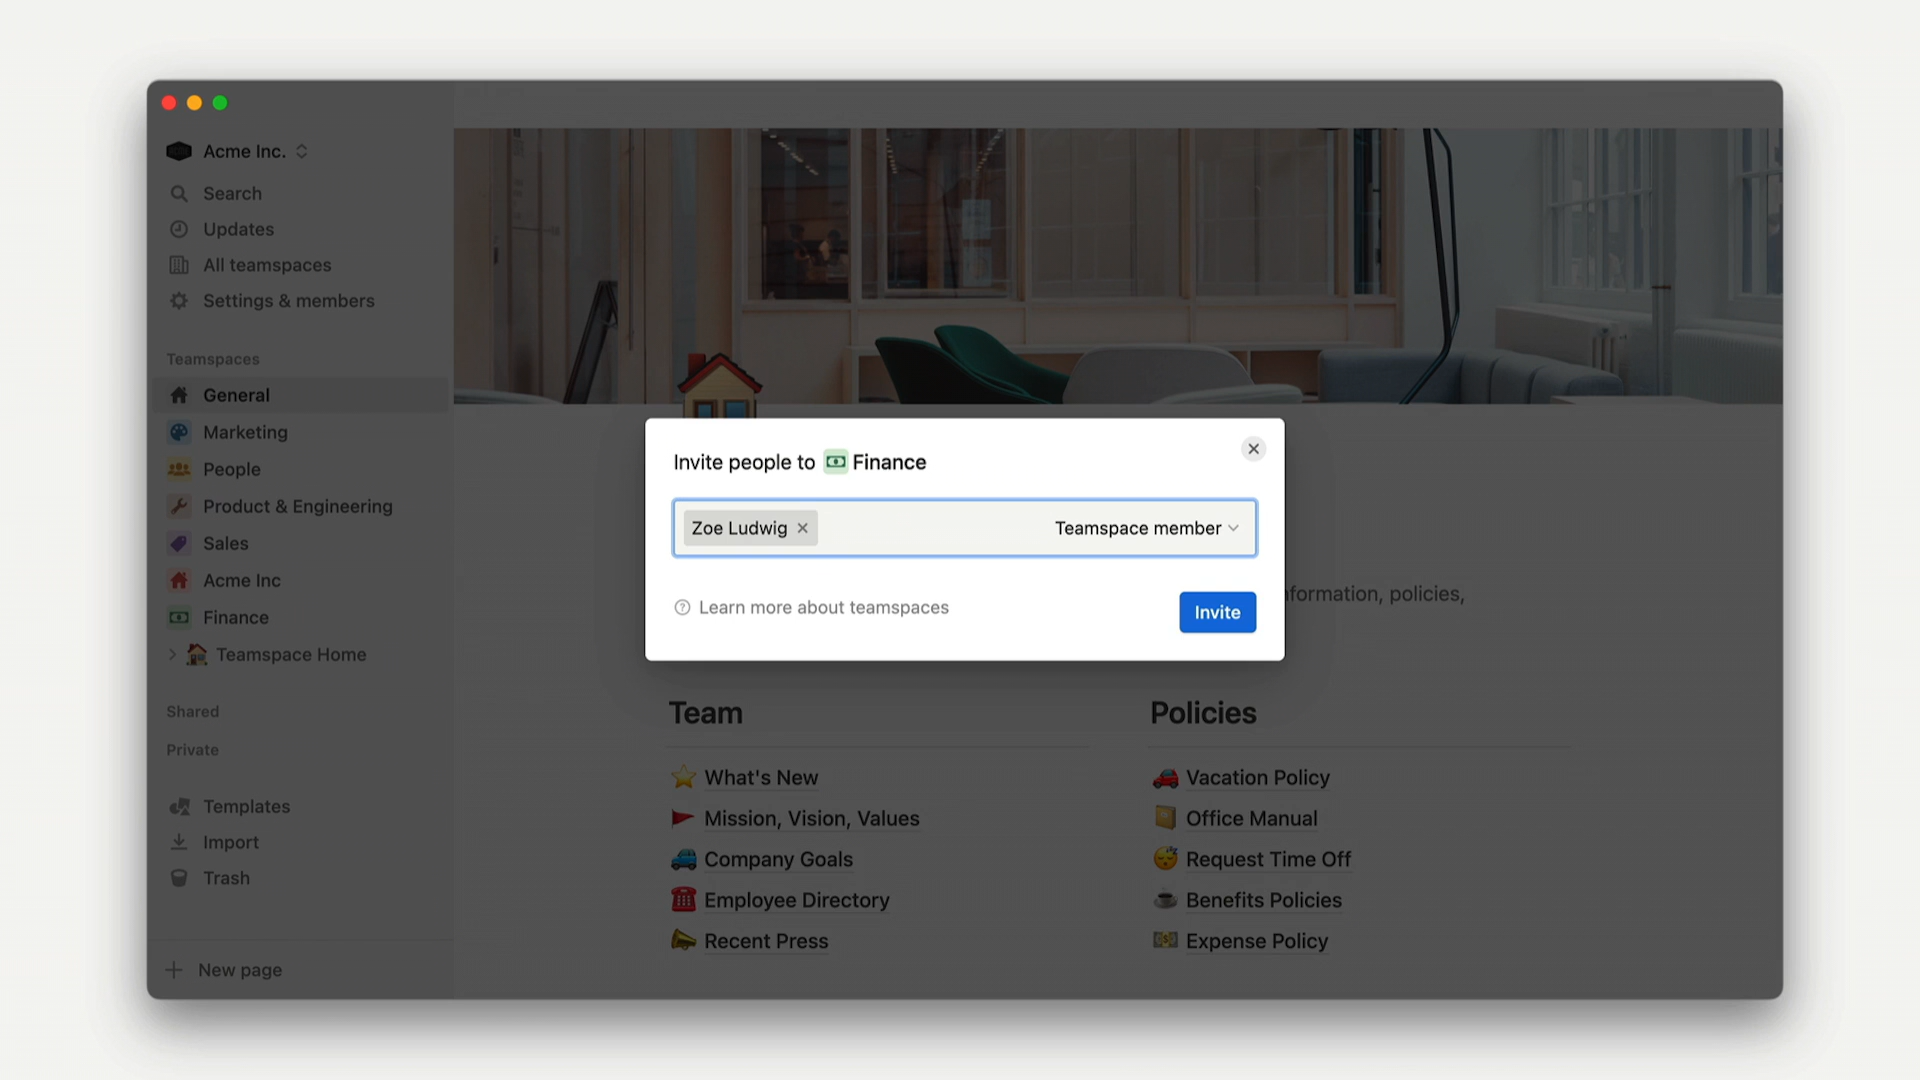 Acme Inc.
Search
Updates
All teamspaces
Settings & members
Teamspaces
General
Marketing
People
Product & Engineering
Sales
Acme Inc
Finance
Teamspace Home
Shared
Private
Templates
Import
Trash
New page
Invite people to Finance
Zoe Ludwig
Teamspace member
Learn more about teamspaces
Invite
formation, policies,
Team
What's New
Mission, Vision, Values
Company Goals
Employee Directory
Recent Press
Policies
Vacation Policy
Office Manual
Request Time Off
Benefits Policies
Expense Policy